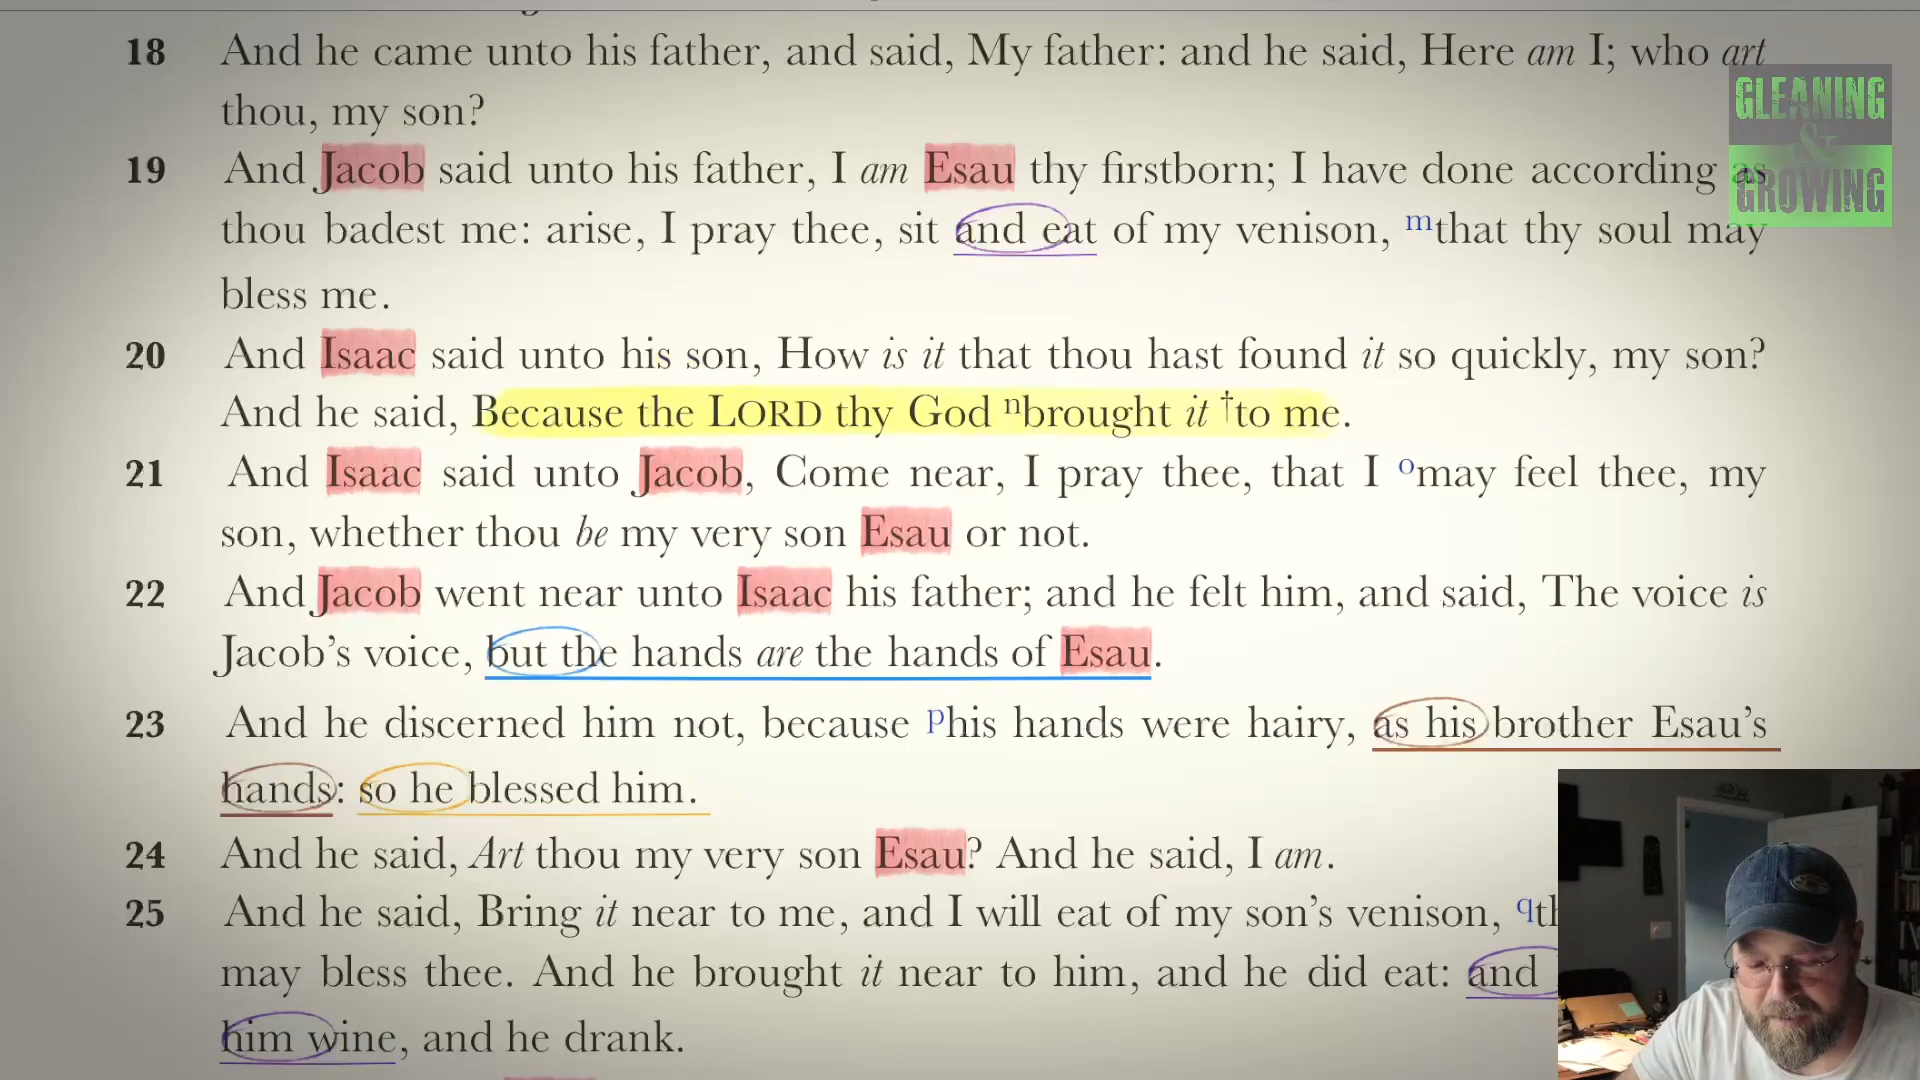 18 And he came unto his father, and said, My father: and he said, Here am I; who art
thou, my son?
19 And Jacob said unto his father, I am Esau thy firstborn; I have done according as
thou badest me: arise, I pray thee, sit and eat of my venison, ᵐthat thy soul may
bless me.
20 And Isaac said unto his son, How is it that thou hast found it so quickly, my son?
And he said, Because the LORD thy God ⁿbrought it †to me.
21 And Isaac said unto Jacob, Come near, I pray thee, that I ᵒmay feel thee, my
son, whether thou be my very son Esau or not.
22 And Jacob went near unto Isaac his father; and he felt him, and said, The voice is
Jacob’s voice, but the hands are the hands of Esau.
23 And he discerned him not, because ᵖhis hands were hairy, as his brother Esau’s
hands: so he blessed him.
24 And he said, Art thou my very son Esau? And he said, I am.
25 And he said, Bring it near to me, and I will eat of my son’s venison,
may bless thee. And he brought it near to him, and he did eat: and
him wine, and he drank.
GLEANING
&
GROWING